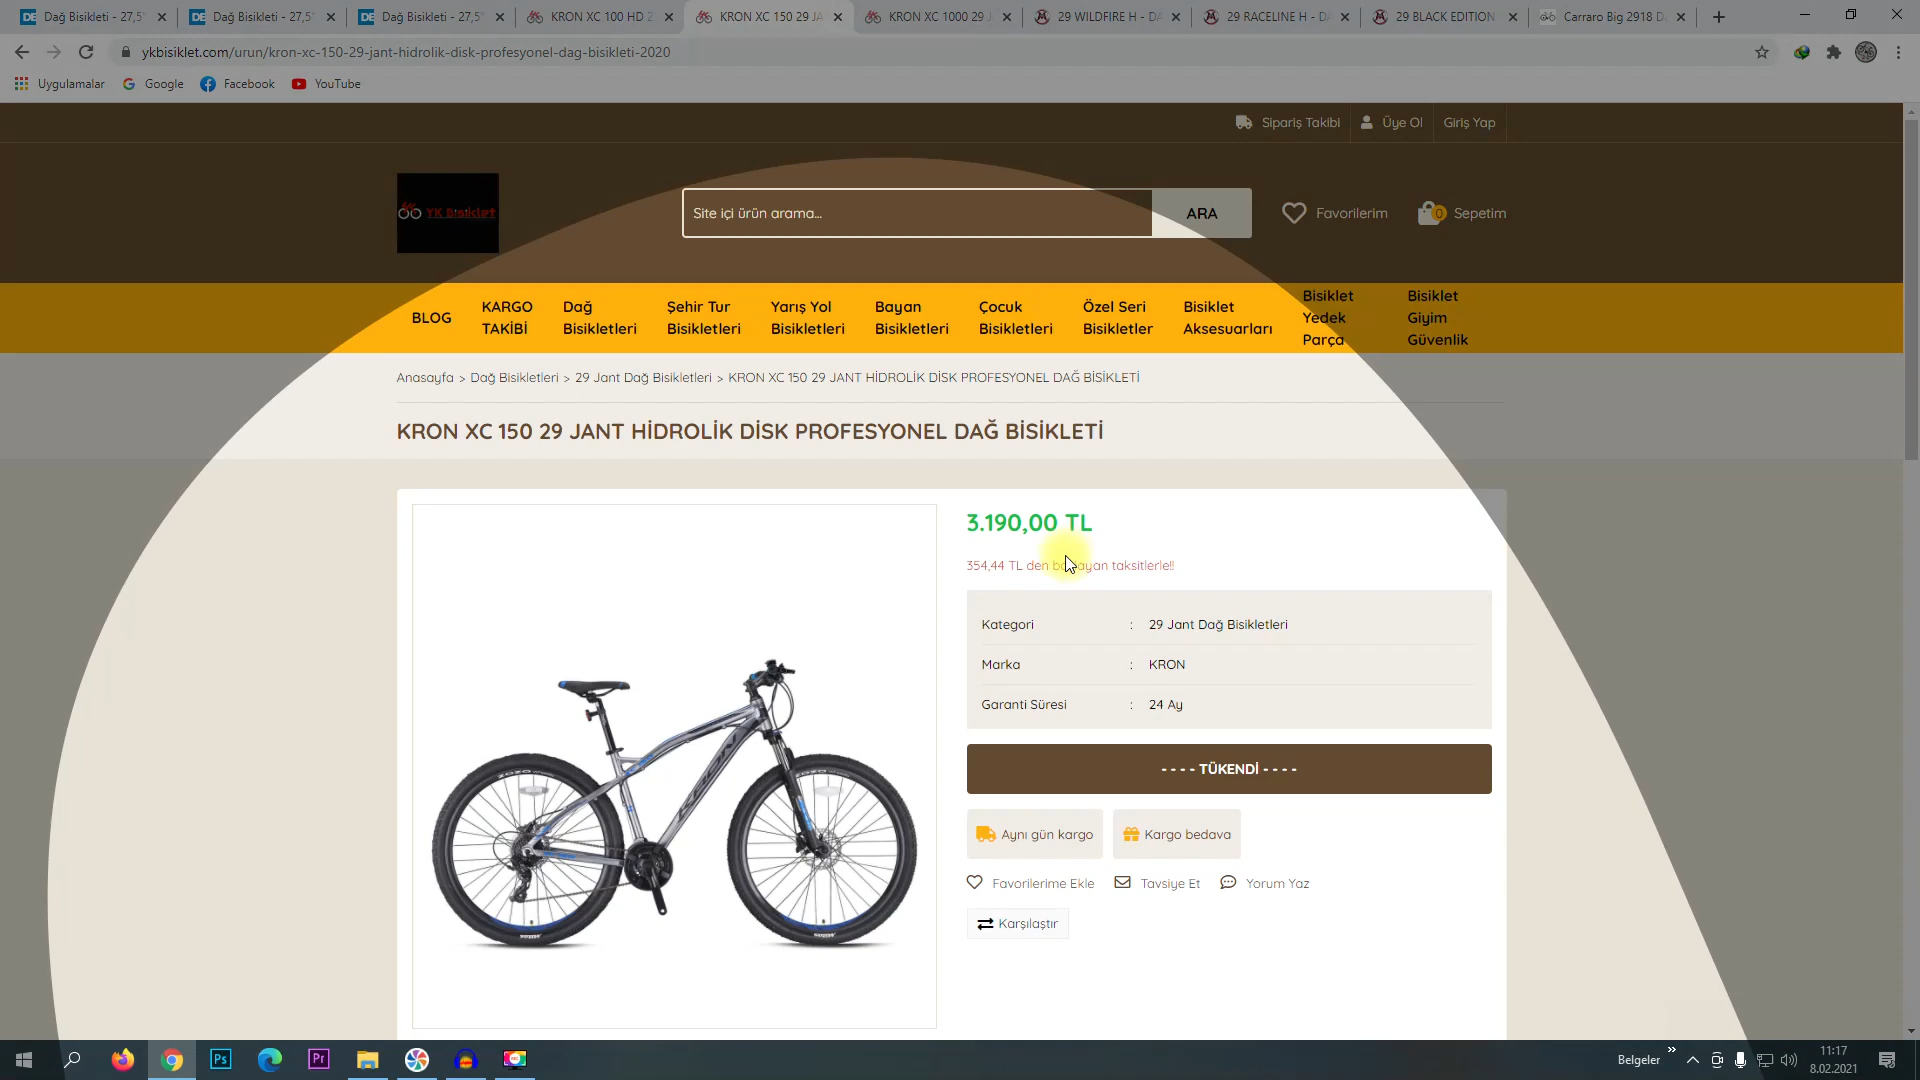 Dağ Bisikleti - 27,5"
Dağ Bisikleti - 27,5"
Dağ Bisikleti - 27,5"
KRON XC 100 HD 2
KRON XC 150 29 JA
KRON XC 1000 29 J
29 WILDFIRE H - DA
29 RACELINE H - DA
29 BLACK EDITION
Carraro Big 2918 D
ykbisiklet.com/urun/kron-xc-150-29-jant-hidrolik-disk-profesyonel-dag-bisikleti-2020
Uygulamalar
Google
Facebook
YouTube
Sipariş Takibi
Üye Ol
Giriş Yap
YK Bisiklet
Site içi ürün arama...
ARA
Favorilerim
0
Sepetim
BLOG
KARGO
TAKİBİ
Dağ
Bisikletleri
Şehir Tur
Bisikletleri
Yarış Yol
Bisikletleri
Bayan
Bisikletleri
Çocuk
Bisikletleri
Özel Seri
Bisikletler
Bisiklet
Aksesuarları
Bisiklet
Yedek
Parça
Bisiklet
Giyim
Güvenlik
Anasayfa > Dağ Bisikletleri > 29 Jant Dağ Bisikletleri > KRON XC 150 29 JANT HİDROLİK DİSK PROFESYONEL DAĞ BİSİKLETİ
KRON XC 150 29 JANT HİDROLİK DİSK PROFESYONEL DAĞ BİSİKLETİ
3.190,00 TL
354,44 TL den başlayan taksitlerle!!
Kategori : 29 Jant Dağ Bisikletleri
Marka : KRON
Garanti Süresi : 24 Ay
- - - - TÜKENDİ - - - -
Aynı gün kargo
Kargo bedava
Favorilerime Ekle
Tavsiye Et
Yorum Yaz
Karşılaştır
KRON
Ps
Pr
Belgeler
11:17
8.02.2021